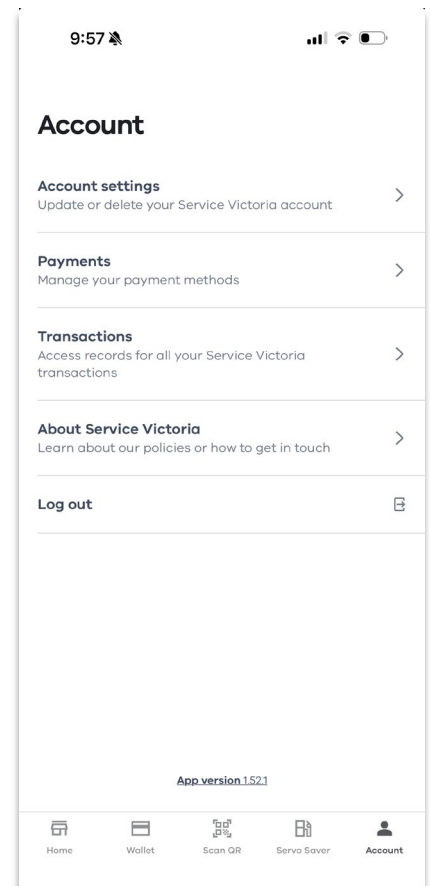 9:57
Account
Account settings
Update or delete your Service Victoria account
Payments
Manage your payment methods
Transactions
Access records for all your Service Victoria
transactions
About Service Victoria
Learn about our policies or how to get in touch
Log out
App version 1.52.1
Home Wallet Scan QR Servo Saver Account